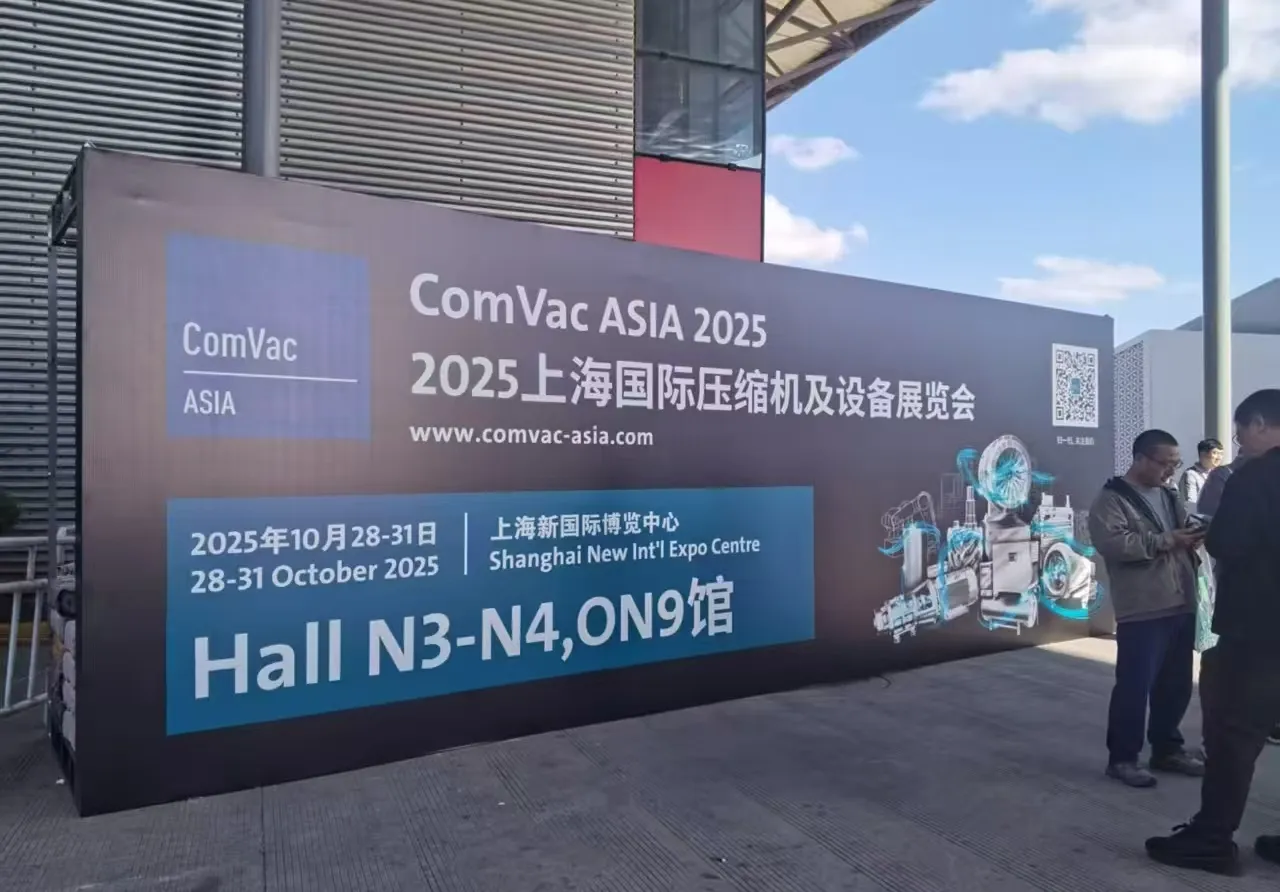 ComVac
ASIA
ComVac ASIA 2025
2025上海国际压缩机及设备展览会
www.comvac-asia.com
2025年10月28-31日
28-31 October 2025
上海新国际博览中心
Shanghai New Int'l Expo Centre
Hall N3-N4,ON9馆